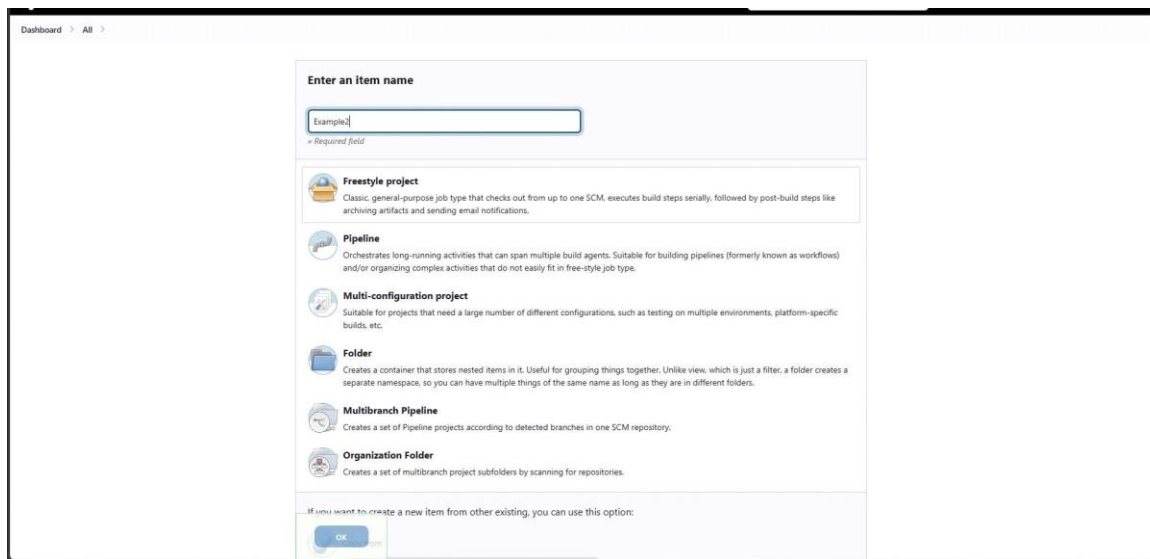 Dashboard > All >
Enter an item name
Example2
» Required field
Freestyle project
Classic, general-purpose job type that checks out from up to one SCM, executes build steps serially, followed by post-build steps like
archiving artifacts and sending email notifications.
Pipeline
Orchestrates long-running activities that can span multiple build agents. Suitable for building pipelines (formerly known as workflows)
and/or organizing complex activities that do not easily fit in free-style job type.
Multi-configuration project
Suitable for projects that need a large number of different configurations, such as testing on multiple environments, platform-specific
builds, etc.
Folder
Creates a container that stores nested items in it. Useful for grouping things together. Unlike view, which is just a filter, a folder creates a
separate namespace, so you can have multiple things of the same name as long as they are in different folders.
Multibranch Pipeline
Creates a set of Pipeline projects according to detected branches in one SCM repository.
Organization Folder
Creates a set of multibranch project subfolders by scanning for repositories.
If you want to create a new item from other existing, you can use this option:
OK